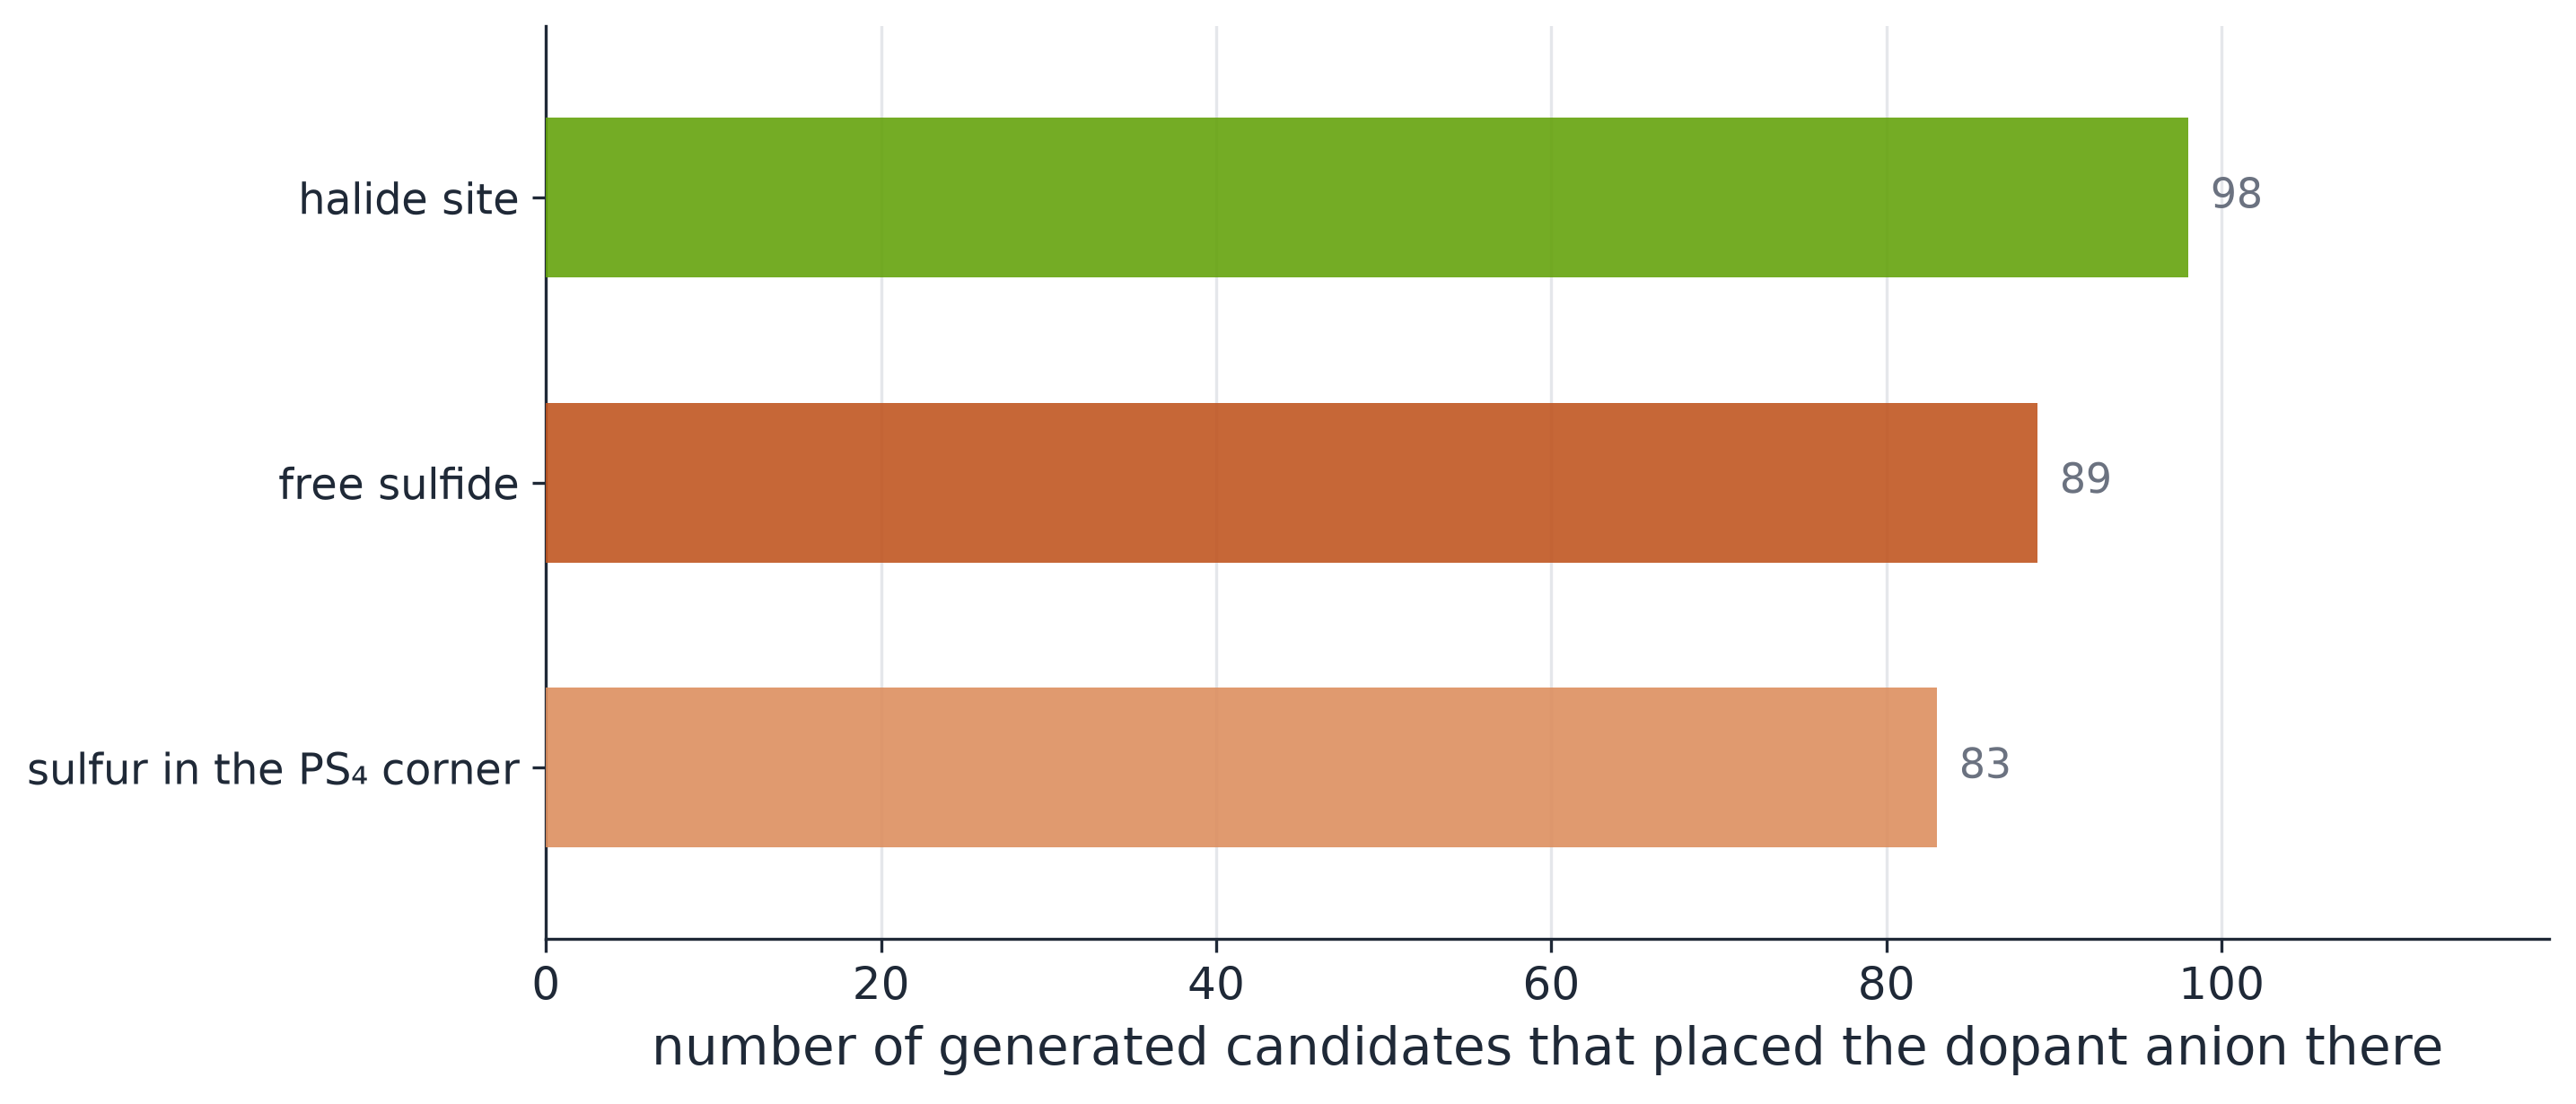 halide site
98
free sulfide
89
sulfur in the PS₄ corner
83
0 20 40 60 80 100
number of generated candidates that placed the dopant anion there